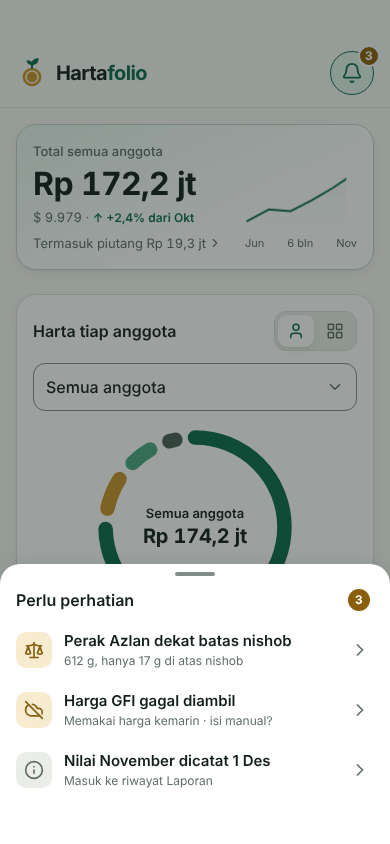 Hartafolio
3
Total semua anggota
Rp 172,2 jt
$ 9.979 · ↑ +2,4% dari Okt
Termasuk piutang Rp 19,3 jt
Jun 6 bln Nov
Harta tiap anggota
Semua anggota
Semua anggota
Rp 174,2 jt
Perlu perhatian
3
Perak Azlan dekat batas nishob
612 g, hanya 17 g di atas nishob
Harga GFI gagal diambil
Memakai harga kemarin · isi manual?
Nilai November dicatat 1 Des
Masuk ke riwayat Laporan